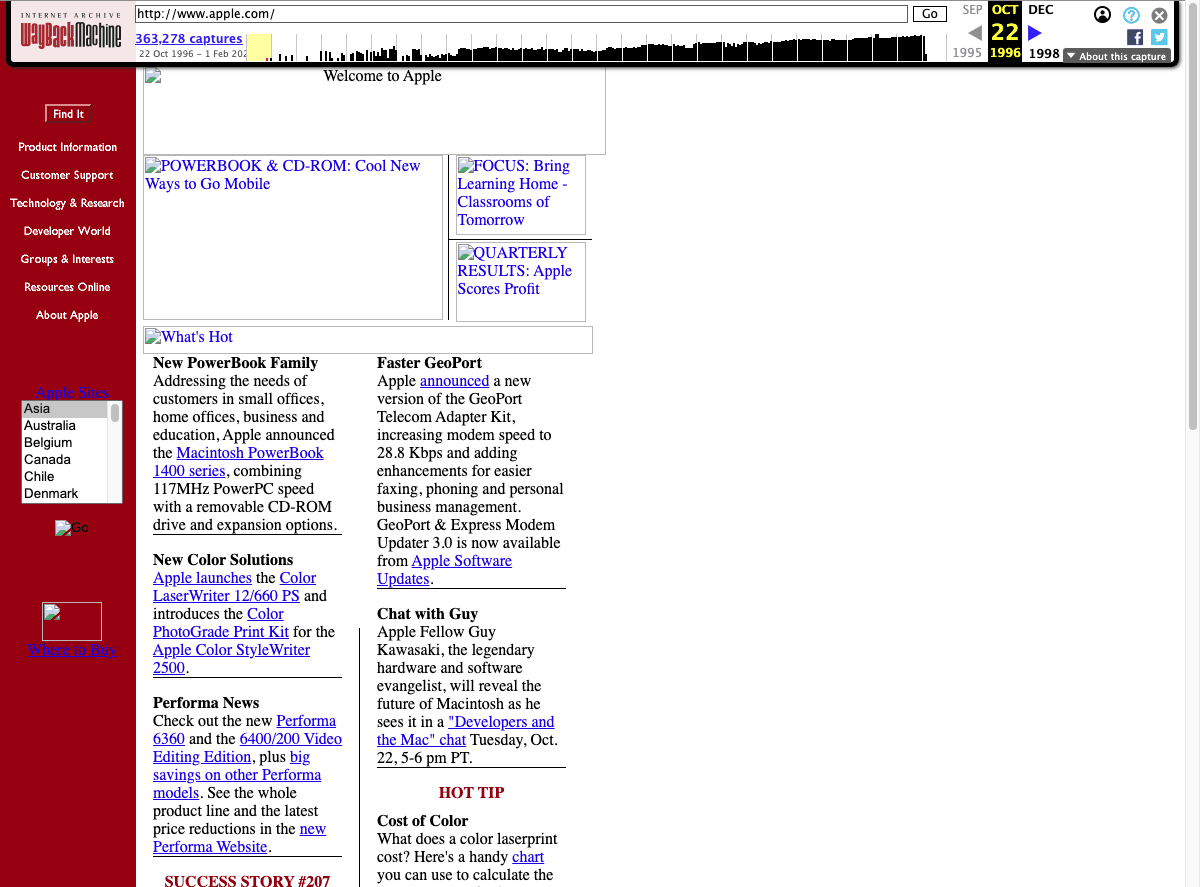 INTERNET ARCHIVE
WayBackMachine
http://www.apple.com/
Go
363,278 captures
22 Oct 1996 – 1 Feb 202
SEP
OCT
DEC
22
1995
1996
1998
About this capture
Find It
Product Information
Customer Support
Technology & Research
Developer World
Groups & Interests
Resources Online
About Apple
Apple Sites
Asia
Australia
Belgium
Canada
Chile
Denmark
Go
Where to Buy
Welcome to Apple
POWERBOOK & CD-ROM: Cool New
Ways to Go Mobile
FOCUS: Bring
Learning Home -
Classrooms of
Tomorrow
QUARTERLY
RESULTS: Apple
Scores Profit
What's Hot
New PowerBook Family
Addressing the needs of
customers in small offices,
home offices, business and
education, Apple announced
the Macintosh PowerBook
1400 series, combining
117MHz PowerPC speed
with a removable CD-ROM
drive and expansion options.
New Color Solutions
Apple launches the Color
LaserWriter 12/660 PS and
introduces the Color
PhotoGrade Print Kit for the
Apple Color StyleWriter
2500.
Performa News
Check out the new Performa
6360 and the 6400/200 Video
Editing Edition, plus big
savings on other Performa
models. See the whole
product line and the latest
price reductions in the new
Performa Website.
SUCCESS STORY #207
Faster GeoPort
Apple announced a new
version of the GeoPort
Telecom Adapter Kit,
increasing modem speed to
28.8 Kbps and adding
enhancements for easier
faxing, phoning and personal
business management.
GeoPort & Express Modem
Updater 3.0 is now available
from Apple Software
Updates.
Chat with Guy
Apple Fellow Guy
Kawasaki, the legendary
hardware and software
evangelist, will reveal the
future of Macintosh as he
sees it in a "Developers and
the Mac" chat Tuesday, Oct.
22, 5-6 pm PT.
HOT TIP
Cost of Color
What does a color laserprint
cost? Here's a handy chart
you can use to calculate the